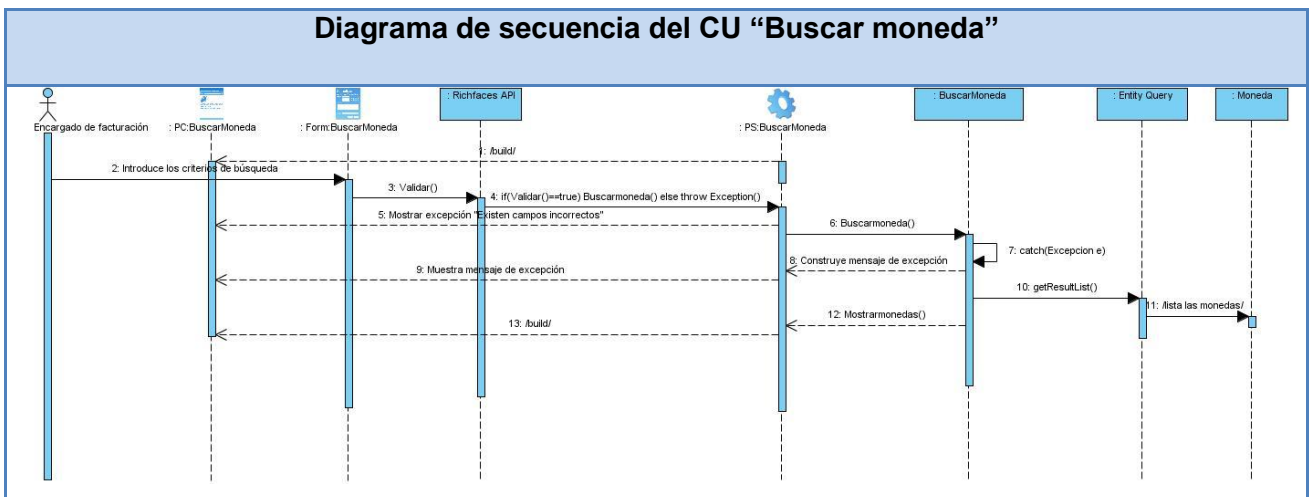 Diagrama de secuencia del CU “Buscar moneda”
Encargado de facturación
: PC:BuscarMoneda
: Form:BuscarMoneda
: Richfaces API
: PS:BuscarMoneda
: BuscarMoneda
: Entity Query
: Moneda
1: /build/
2: Introduce los criterios de búsqueda
3: Validar()
4: if(Validar()==true) Buscarmoneda() else throw Exception()
5: Mostrar excepción "Existen campos incorrectos"
6: Buscarmoneda()
7: catch(Excepcion e)
8: Construye mensaje de excepción
9: Muestra mensaje de excepción
10: getResultList()
11: /lista las monedas/
12: Mostrarmonedas()
13: /build/